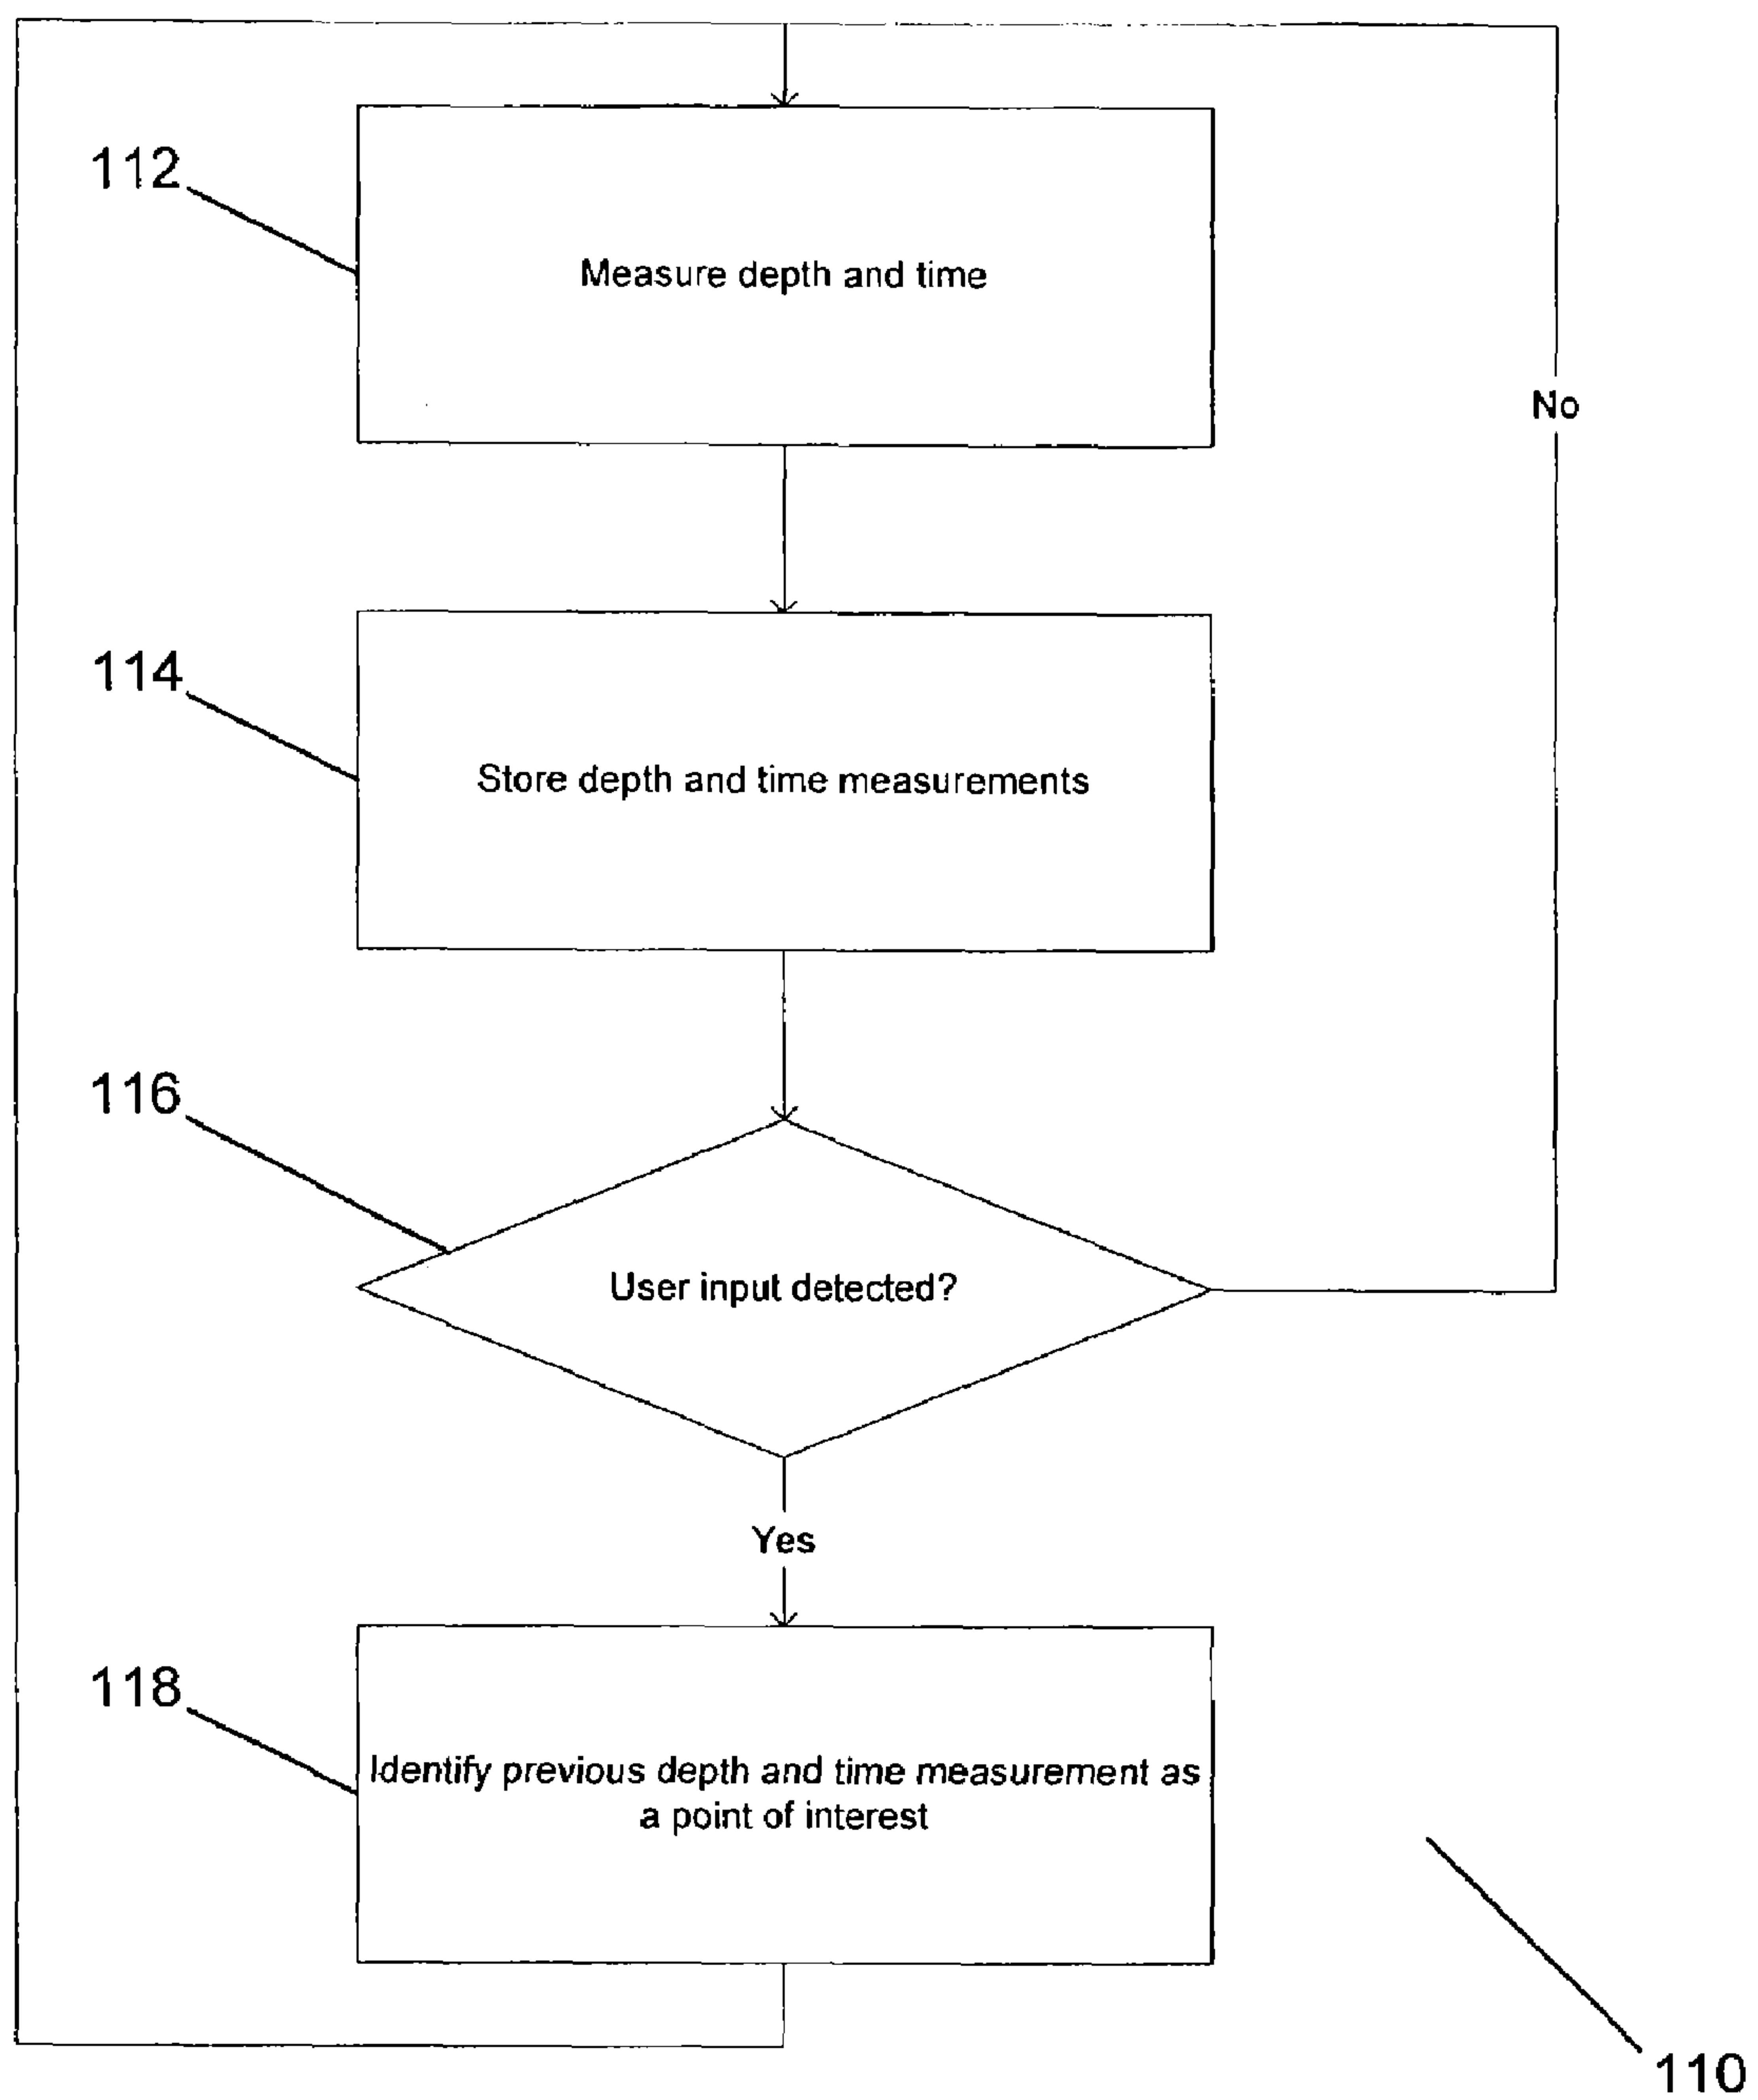 112
Measure depth and time
No
114
Store depth and time measurements
116
User input detected?
Yes
118
Identify previous depth and time measurement as
a point of interest
110